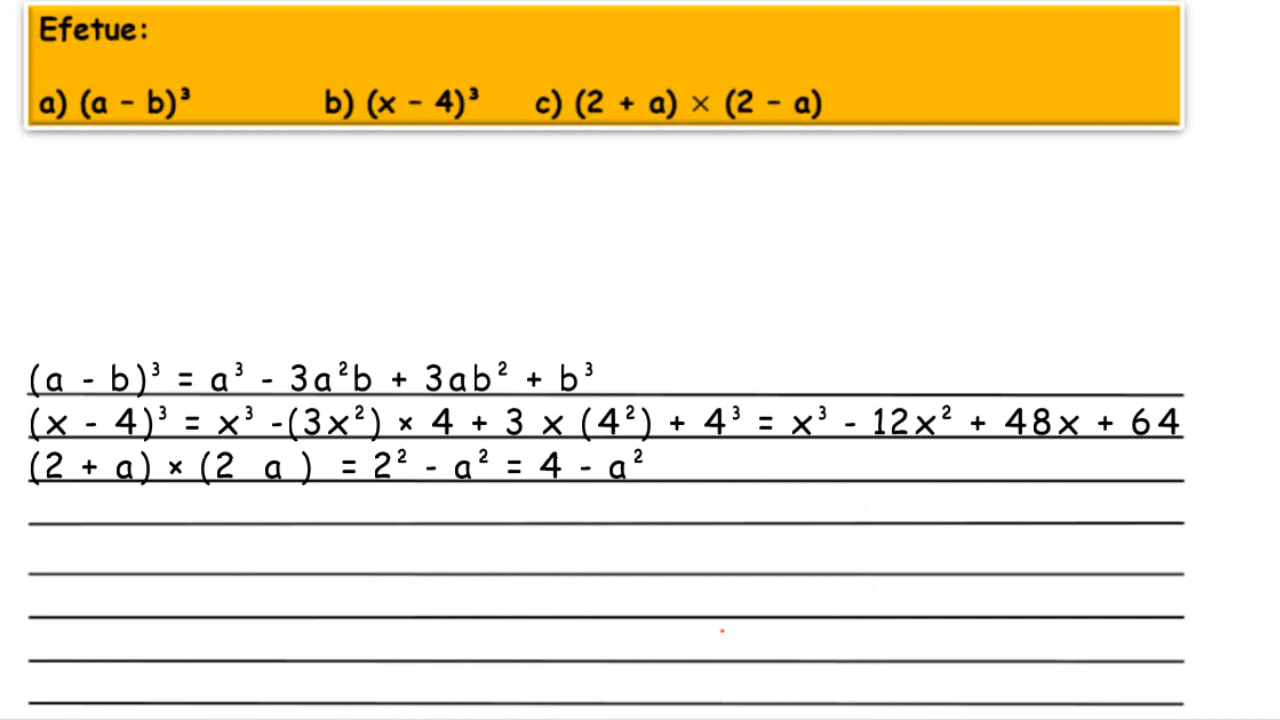 Efetue:
a) (a - b)³ b) (x - 4)³ c) (2 + a) × (2 - a)
(a - b)³ = a³ - 3a²b + 3ab² + b³
(x - 4)³ = x³ -(3x²) × 4 + 3 x (4²) + 4³ = x³ - 12x² + 48x + 64
(2 + a) × (2 a ) = 2² - a² = 4 - a²